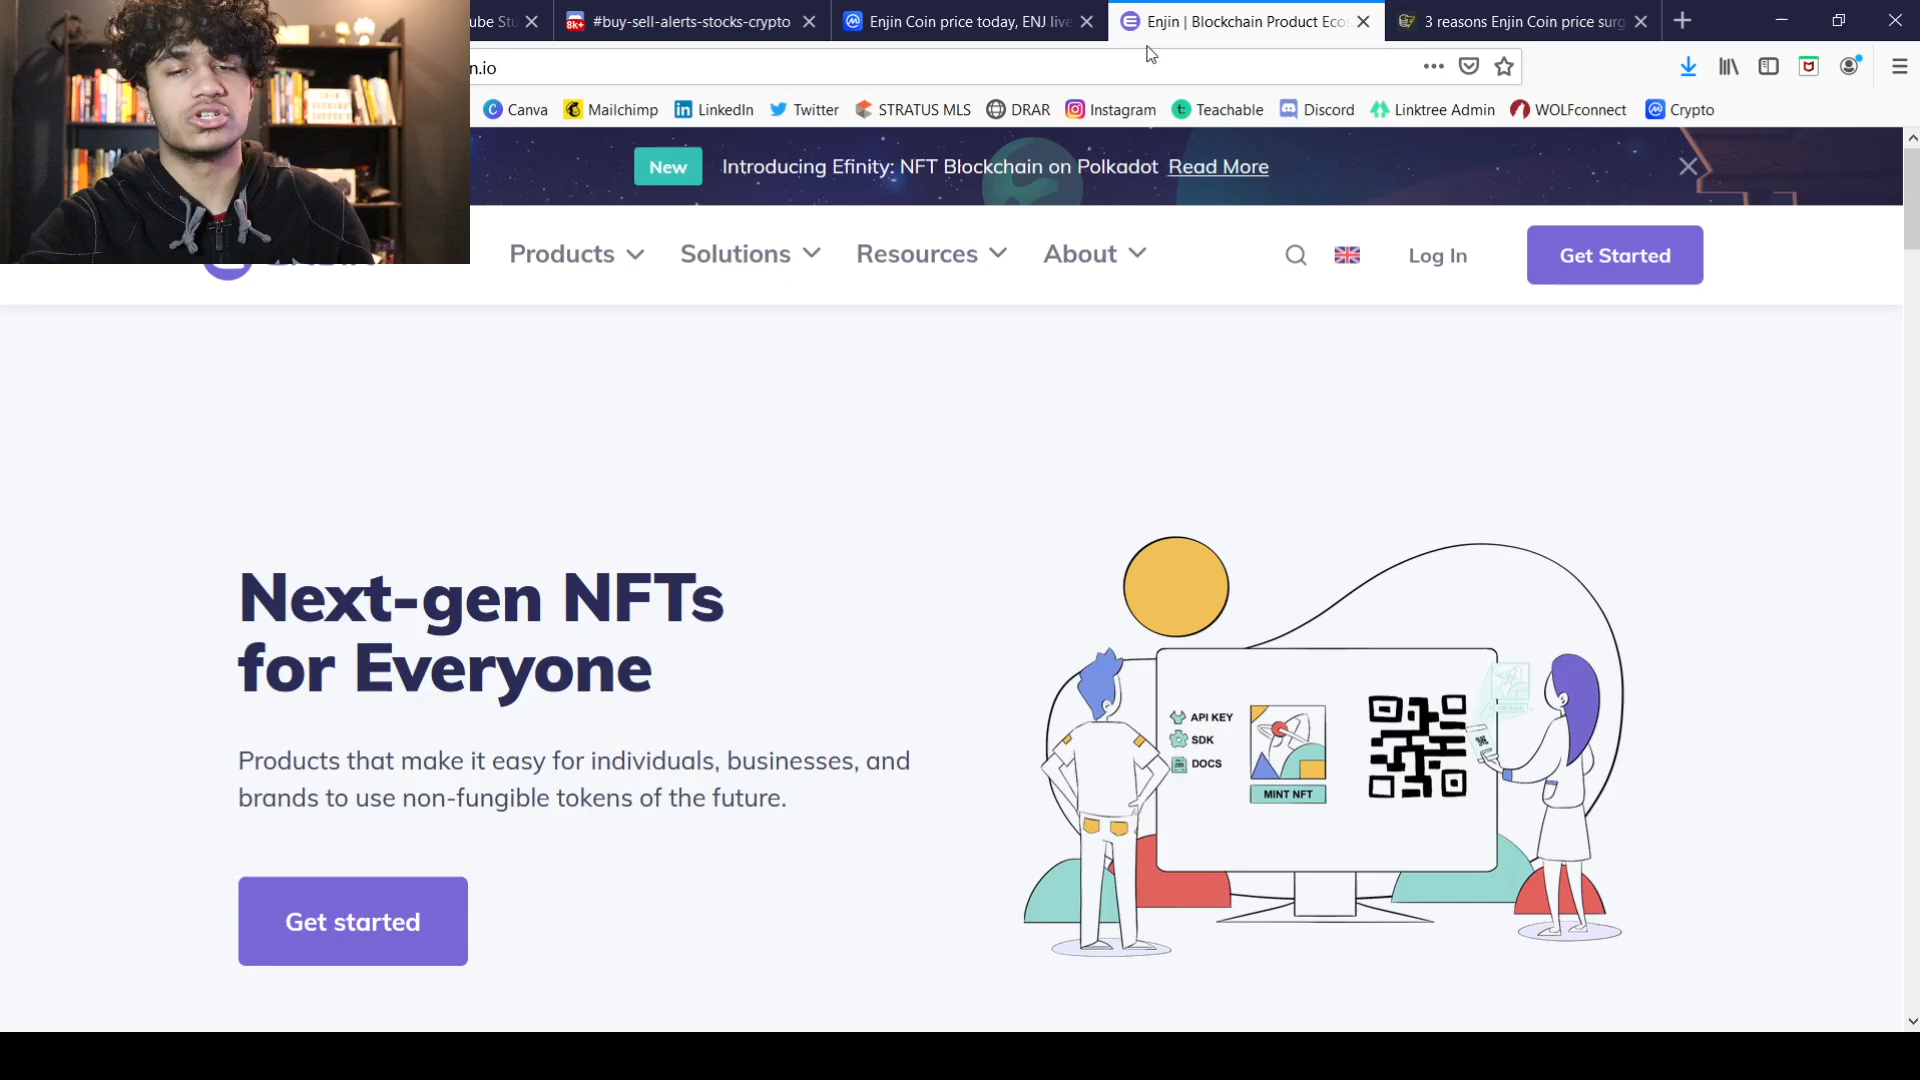 ube Stu
8K+ #buy-sell-alerts-stocks-crypto
Enjin Coin price today, ENJ live
Enjin | Blockchain Product Ecos
3 reasons Enjin Coin price surg
n.io
Canva
Mailchimp
LinkedIn
Twitter
STRATUS MLS
DRAR
Instagram
Teachable
Discord
Linktree Admin
WOLFconnect
Crypto
New Introducing Efinity: NFT Blockchain on Polkadot Read More
Products
Solutions
Resources
About
Log In
Get Started
Next-gen NFTs
for Everyone
Products that make it easy for individuals, businesses, and
brands to use non-fungible tokens of the future.
Get started
API KEY
SDK
DOCS
MINT NFT